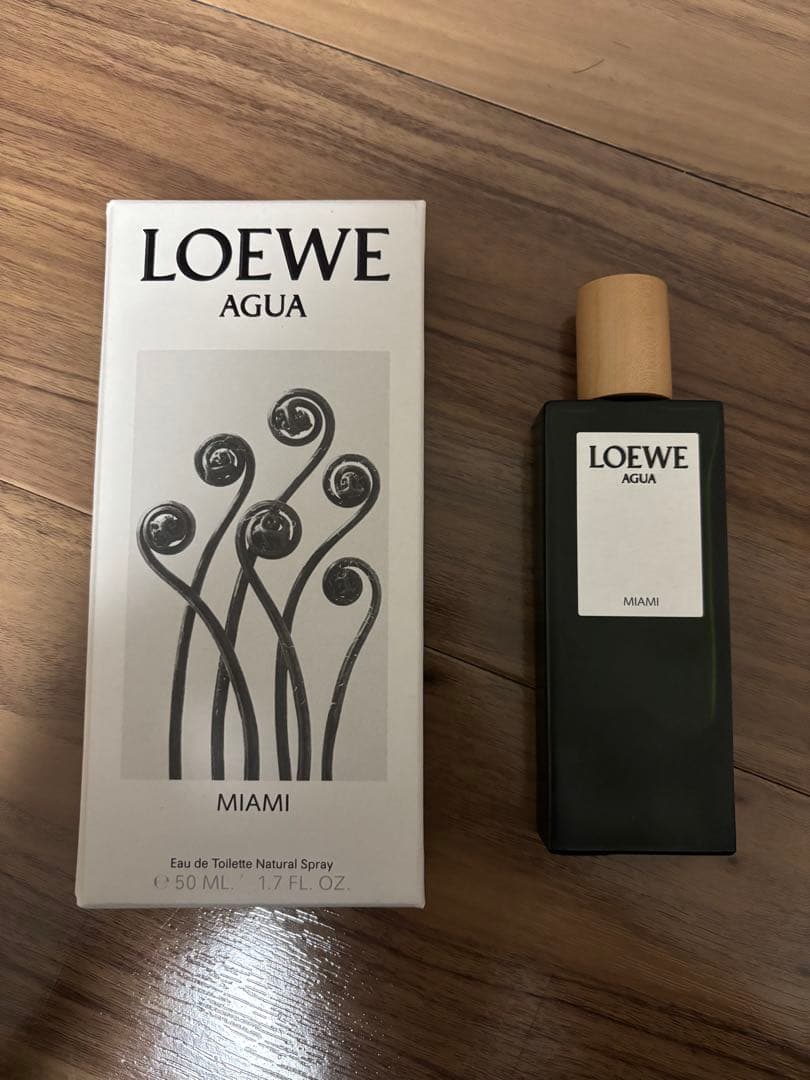 LOEWE
AGUA
MIAMI
Eau de Toilette Natural Spray
℮ 50 ML. 1.7 FL. OZ.
LOEWE
AGUA
MIAMI